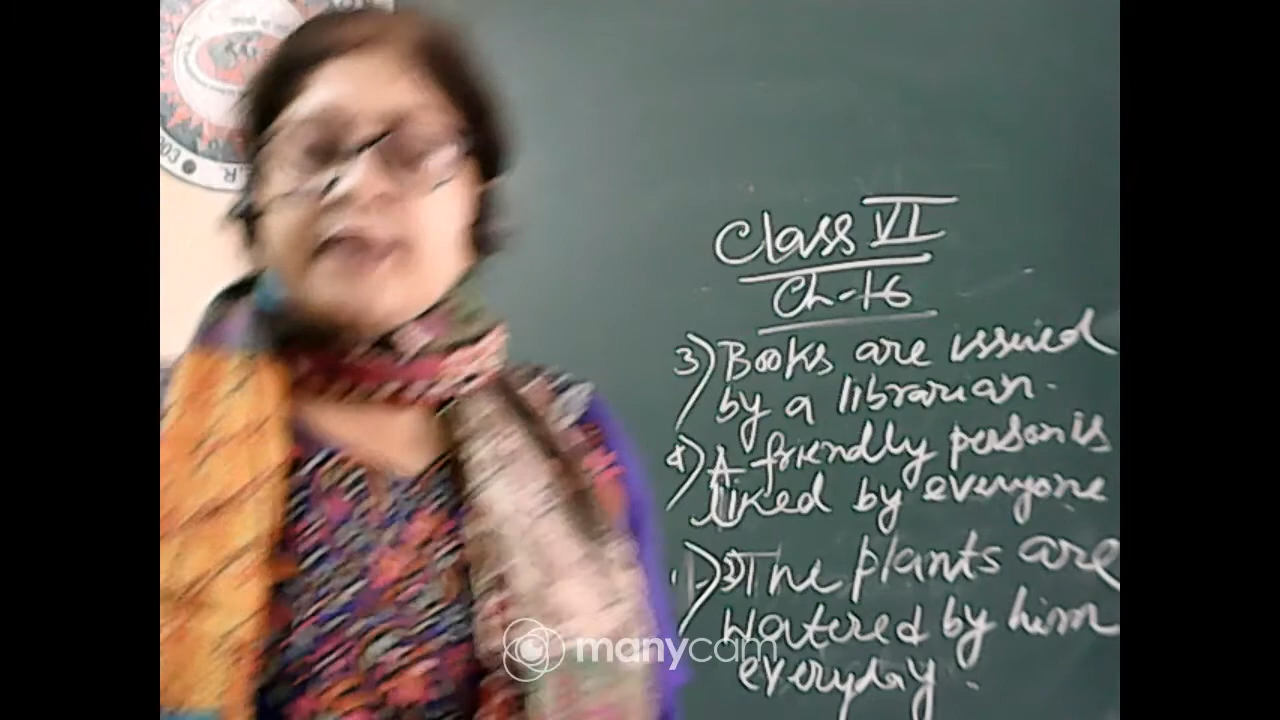 Class VI
Ch-16
3) Books are issued
by a librarian.
4) A friendly person is
liked by everyone
1) The plants are
watered by him
everyday.
manycam